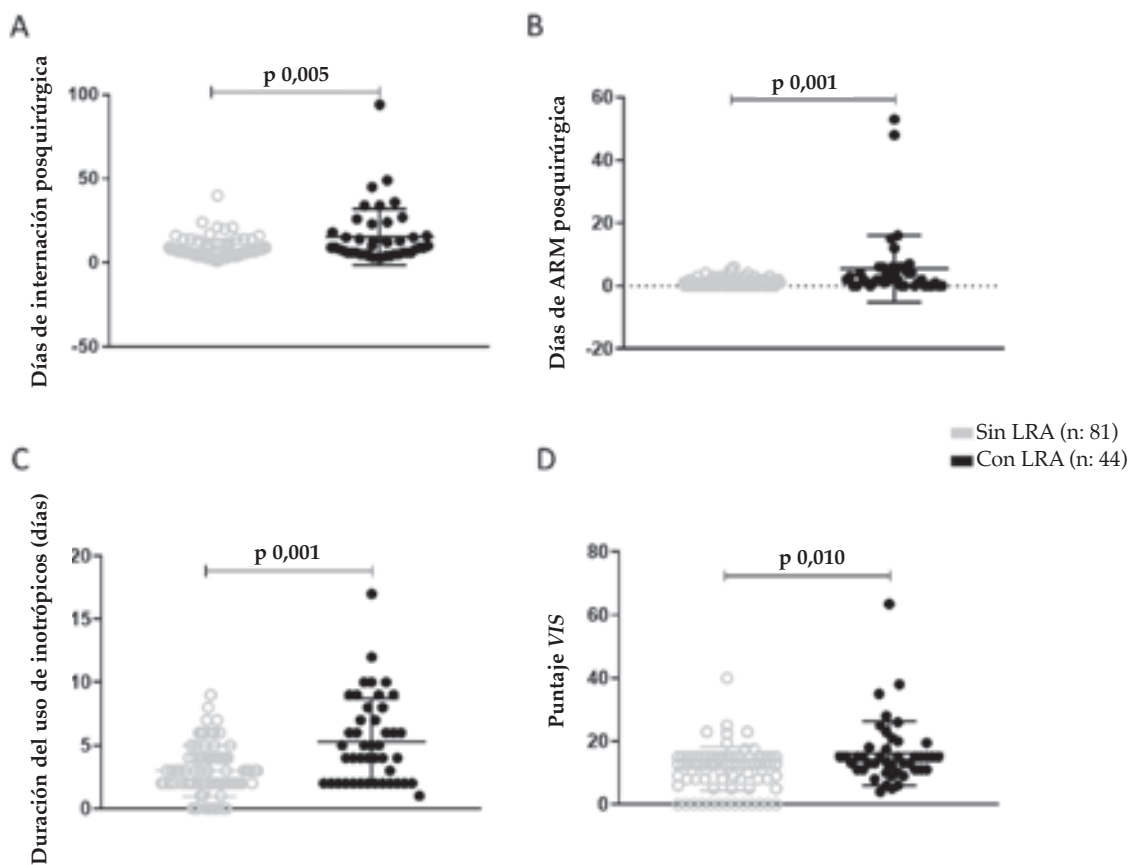 A
B
p 0,005
p 0,001
Días de internación posquirúrgica
100
50
0
-50
Días de ARM posquirúrgica
60
40
20
0
-20
Sin LRA (n: 81)
Con LRA (n: 44)
C
D
p 0,001
p 0,010
Duración del uso de inotrópicos (días)
20
15
10
5
0
Puntaje VIS
80
60
40
20
0